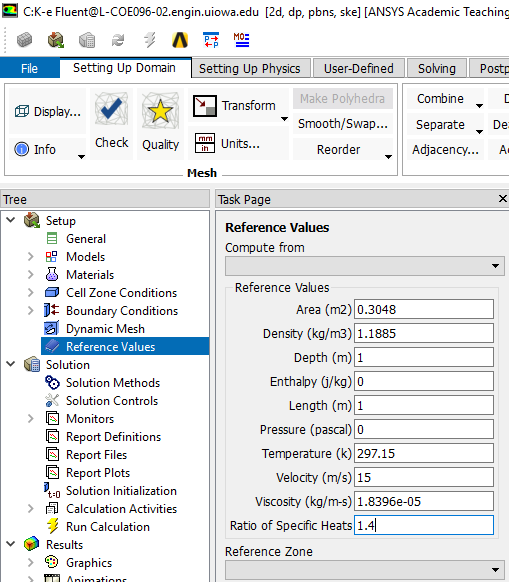 C:K-e Fluent@L-COE096-02.engin.uiowa.edu [2d, dp, pbns, ske] [ANSYS Academic Teaching
File Setting Up Domain Setting Up Physics User-Defined Solving Postp
Display... Check Quality Transform Make Polyhedra Combine D
Smooth/Swap... Separate Dea
Info Units... Reorder Adjacency... A
Mesh
Tree
Setup
General
Models
Materials
Cell Zone Conditions
Boundary Conditions
Dynamic Mesh
Reference Values
Solution
Solution Methods
Solution Controls
Monitors
Report Definitions
Report Files
Report Plots
t=0 Solution Initialization
Calculation Activities
Run Calculation
Results
Graphics
Animations
Task Page
Reference Values
Compute from
Reference Values
Area (m2) 0.3048
Density (kg/m3) 1.1885
Depth (m) 1
Enthalpy (j/kg) 0
Length (m) 1
Pressure (pascal) 0
Temperature (k) 297.15
Velocity (m/s) 15
Viscosity (kg/m-s) 1.8396e-05
Ratio of Specific Heats 1.4
Reference Zone